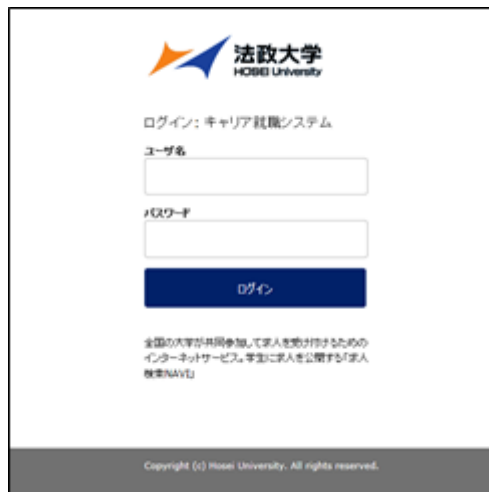 法政大学
HOSEI University
ログイン: キャリア就職システム
ユーザ名
パスワード
ログイン
全国の大学が共同参加して求人を受け付けるための
インターネットサービス。学生に求人を公開する「求人
検索NAVI」
Copyright (c) Hosei University. All rights reserved.